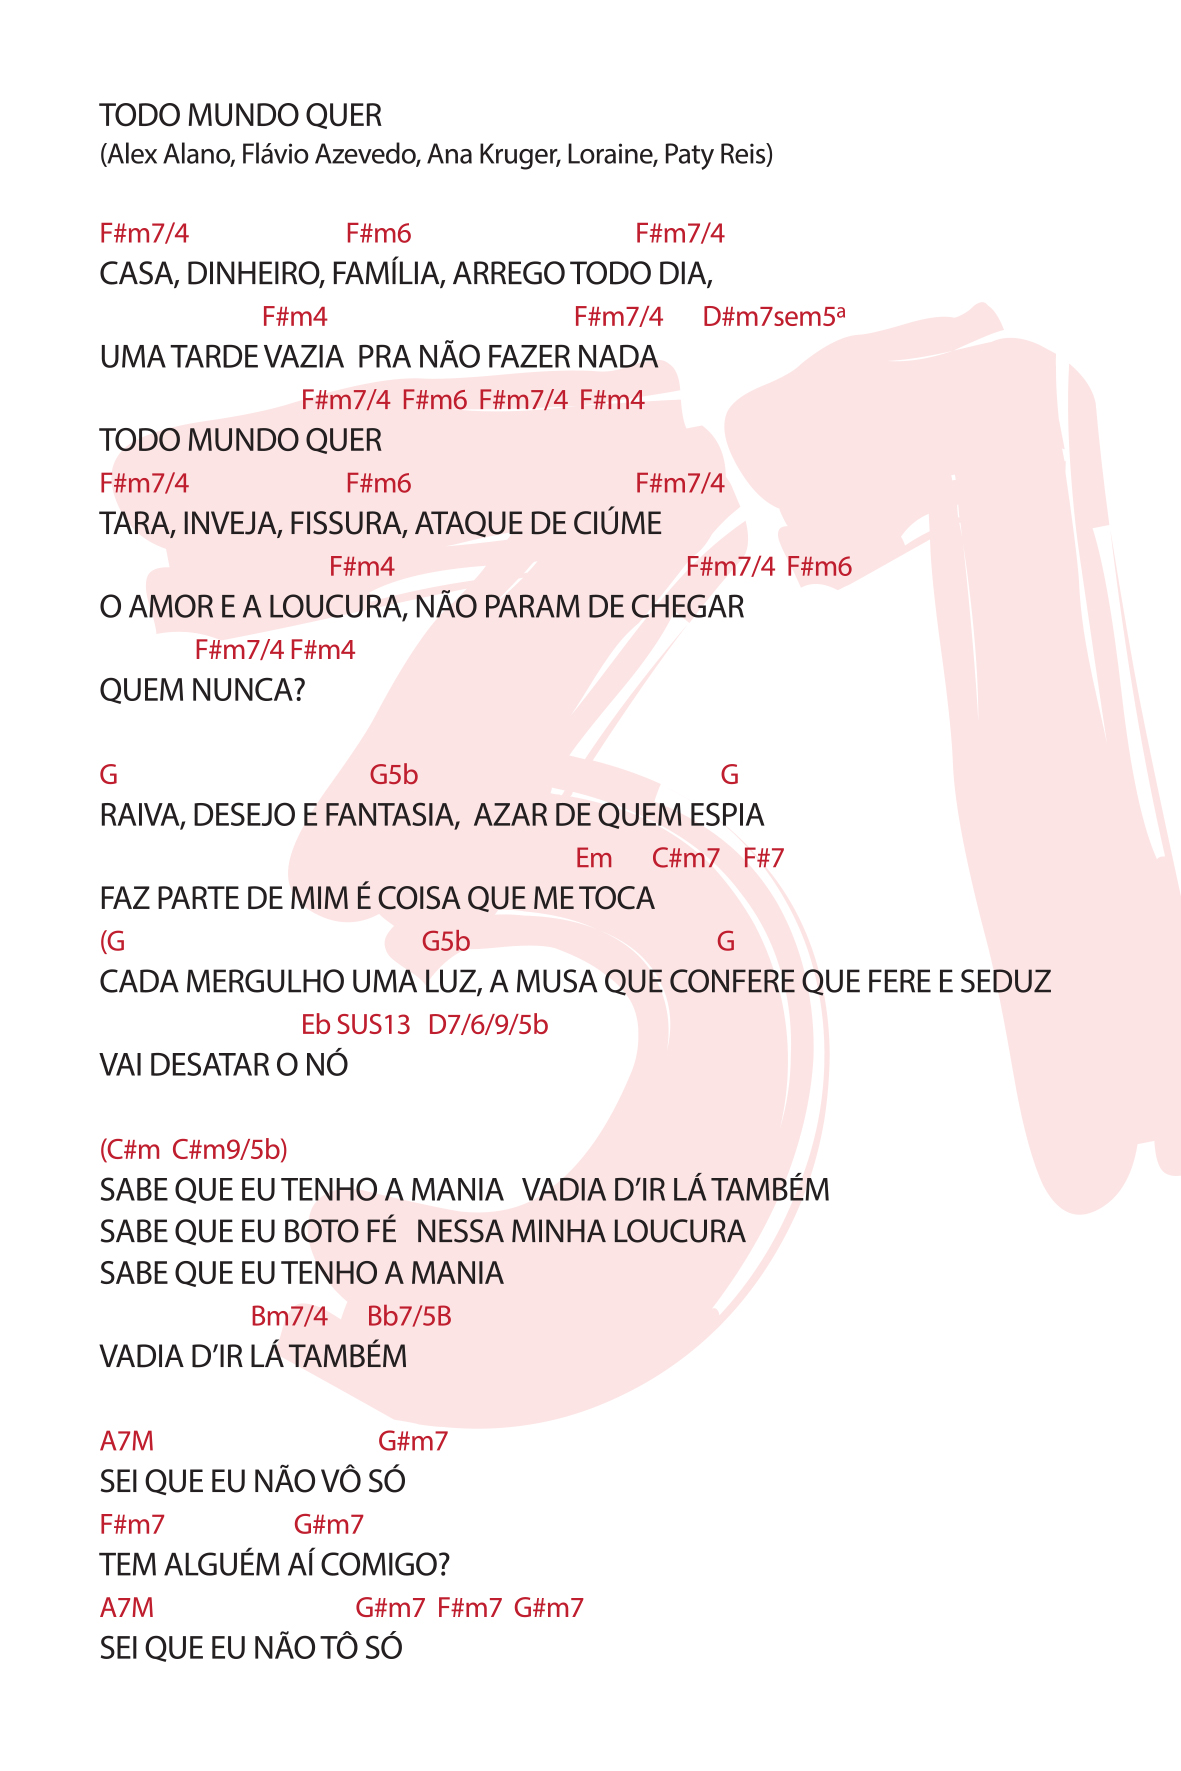 TODO MUNDO QUER
(Alex Alano, Flávio Azevedo, Ana Kruger, Loraine, Paty Reis)
F#m7/4 F#m6 F#m7/4
CASA, DINHEIRO, FAMÍLIA, ARREGO TODO DIA,
F#m4 F#m7/4 D#m7sem5ª
UMA TARDE VAZIA PRA NÃO FAZER NADA
F#m7/4 F#m6 F#m7/4 F#m4
TODO MUNDO QUER
F#m7/4 F#m6 F#m7/4
TARA, INVEJA, FISSURA, ATAQUE DE CIÚME
F#m4 F#m7/4 F#m6
O AMOR E A LOUCURA, NÃO PARAM DE CHEGAR
F#m7/4 F#m4
QUEM NUNCA?
G G5b G
RAIVA, DESEJO E FANTASIA, AZAR DE QUEM ESPIA
Em C#m7 F#7
FAZ PARTE DE MIM É COISA QUE ME TOCA
(G G5b G
CADA MERGULHO UMA LUZ, A MUSA QUE CONFERE QUE FERE E SEDUZ
Eb SUS13 D7/6/9/5b
VAI DESATAR O NÓ
(C#m C#m9/5b)
SABE QUE EU TENHO A MANIA VADIA D’IR LÁ TAMBÉM
SABE QUE EU BOTO FÉ NESSA MINHA LOUCURA
SABE QUE EU TENHO A MANIA
Bm7/4 Bb7/5B
VADIA D’IR LÁ TAMBÉM
A7M G#m7
SEI QUE EU NÃO VÔ SÓ
F#m7 G#m7
TEM ALGUÉM AÍ COMIGO?
A7M G#m7 F#m7 G#m7
SEI QUE EU NÃO TÔ SÓ
31